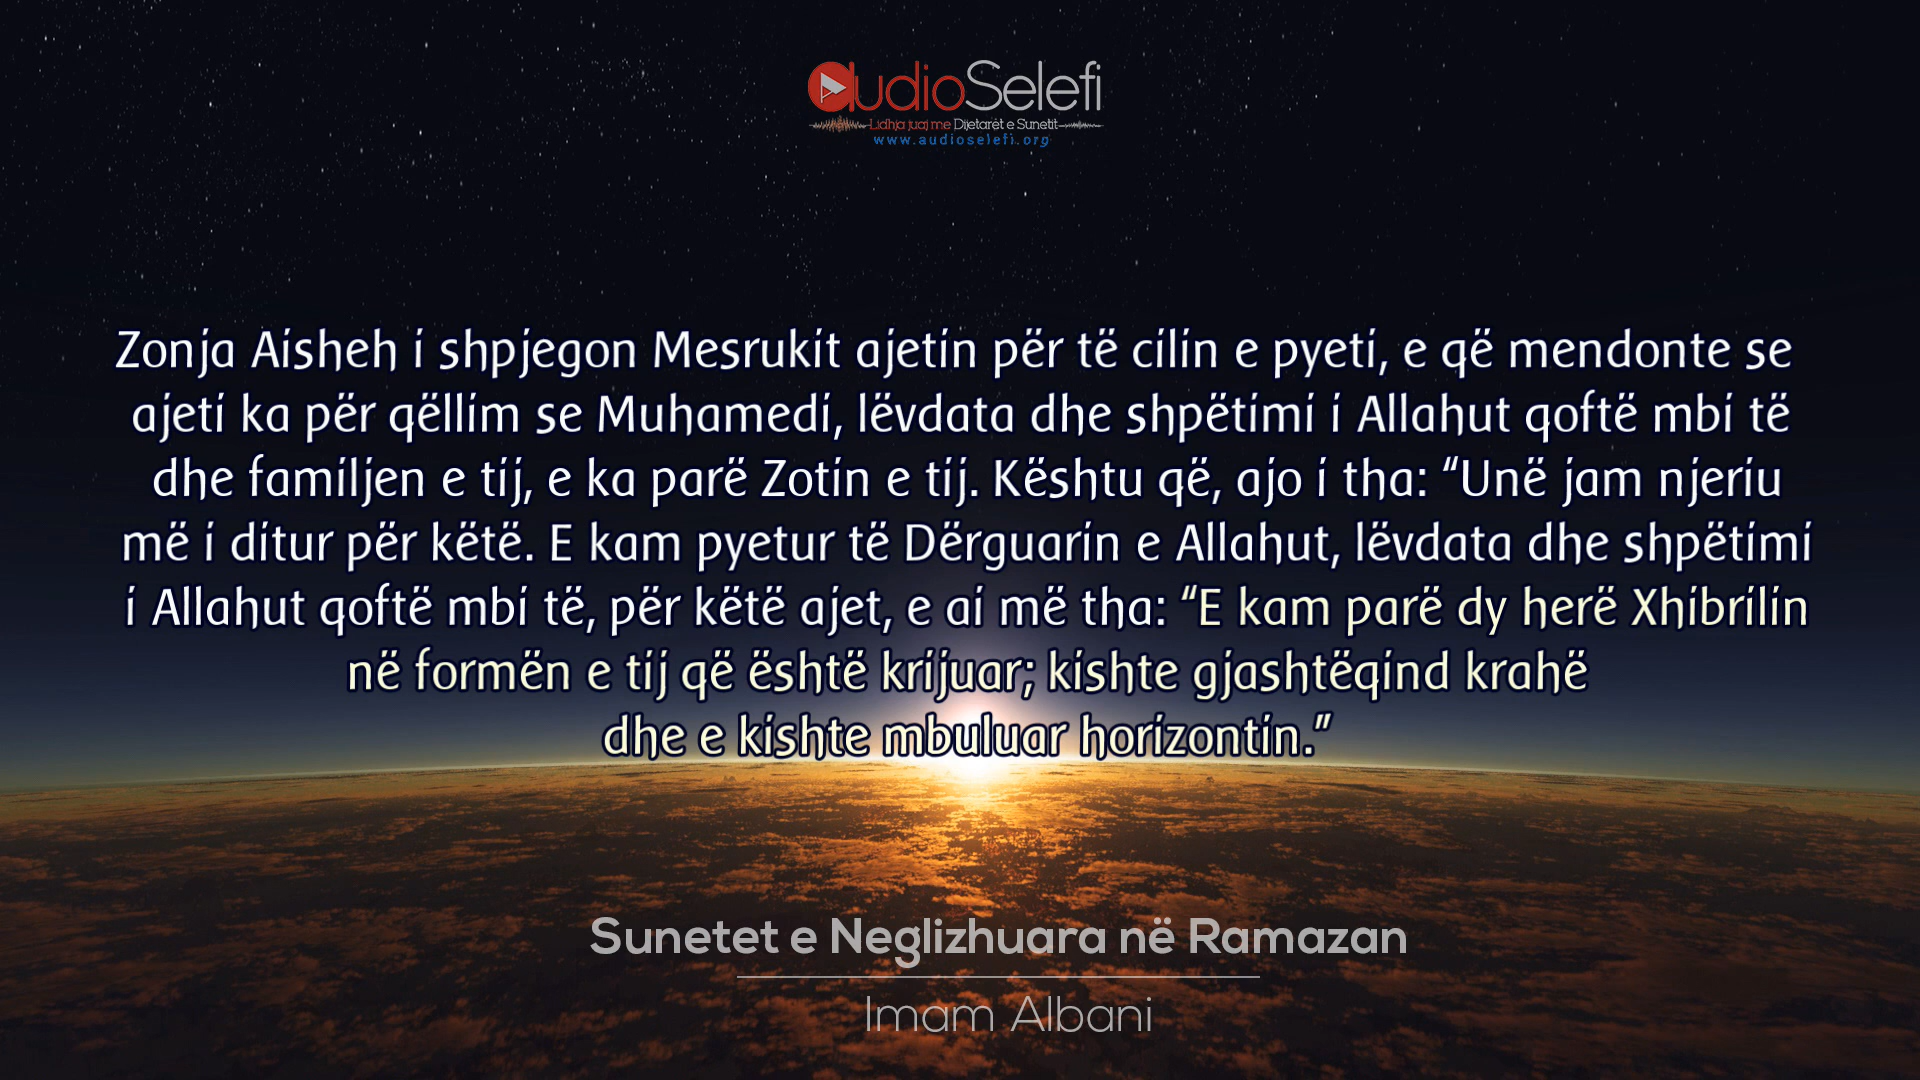 audioSelefi
Lidhja juaj me Dijetarët e Sunetit
www.audioselefi.org
Zonja Aisheh i shpjegon Mesrukit ajetin për të cilin e pyeti, e që mendonte se
ajeti ka për qëllim se Muhamedi, lëvdata dhe shpëtimi i Allahut qoftë mbi të
dhe familjen e tij, e ka parë Zotin e tij. Kështu që, ajo i tha: “Unë jam njeriu
më i ditur për këtë. E kam pyetur të Dërguarin e Allahut, lëvdata dhe shpëtimi
i Allahut qoftë mbi të, për këtë ajet, e ai më tha: “E kam parë dy herë Xhibrilin
në formën e tij që është krijuar; kishte gjashtëqind krahë
dhe e kishte mbuluar horizontin.”
Sunetet e Neglizhuara në Ramazan
Imam Albani